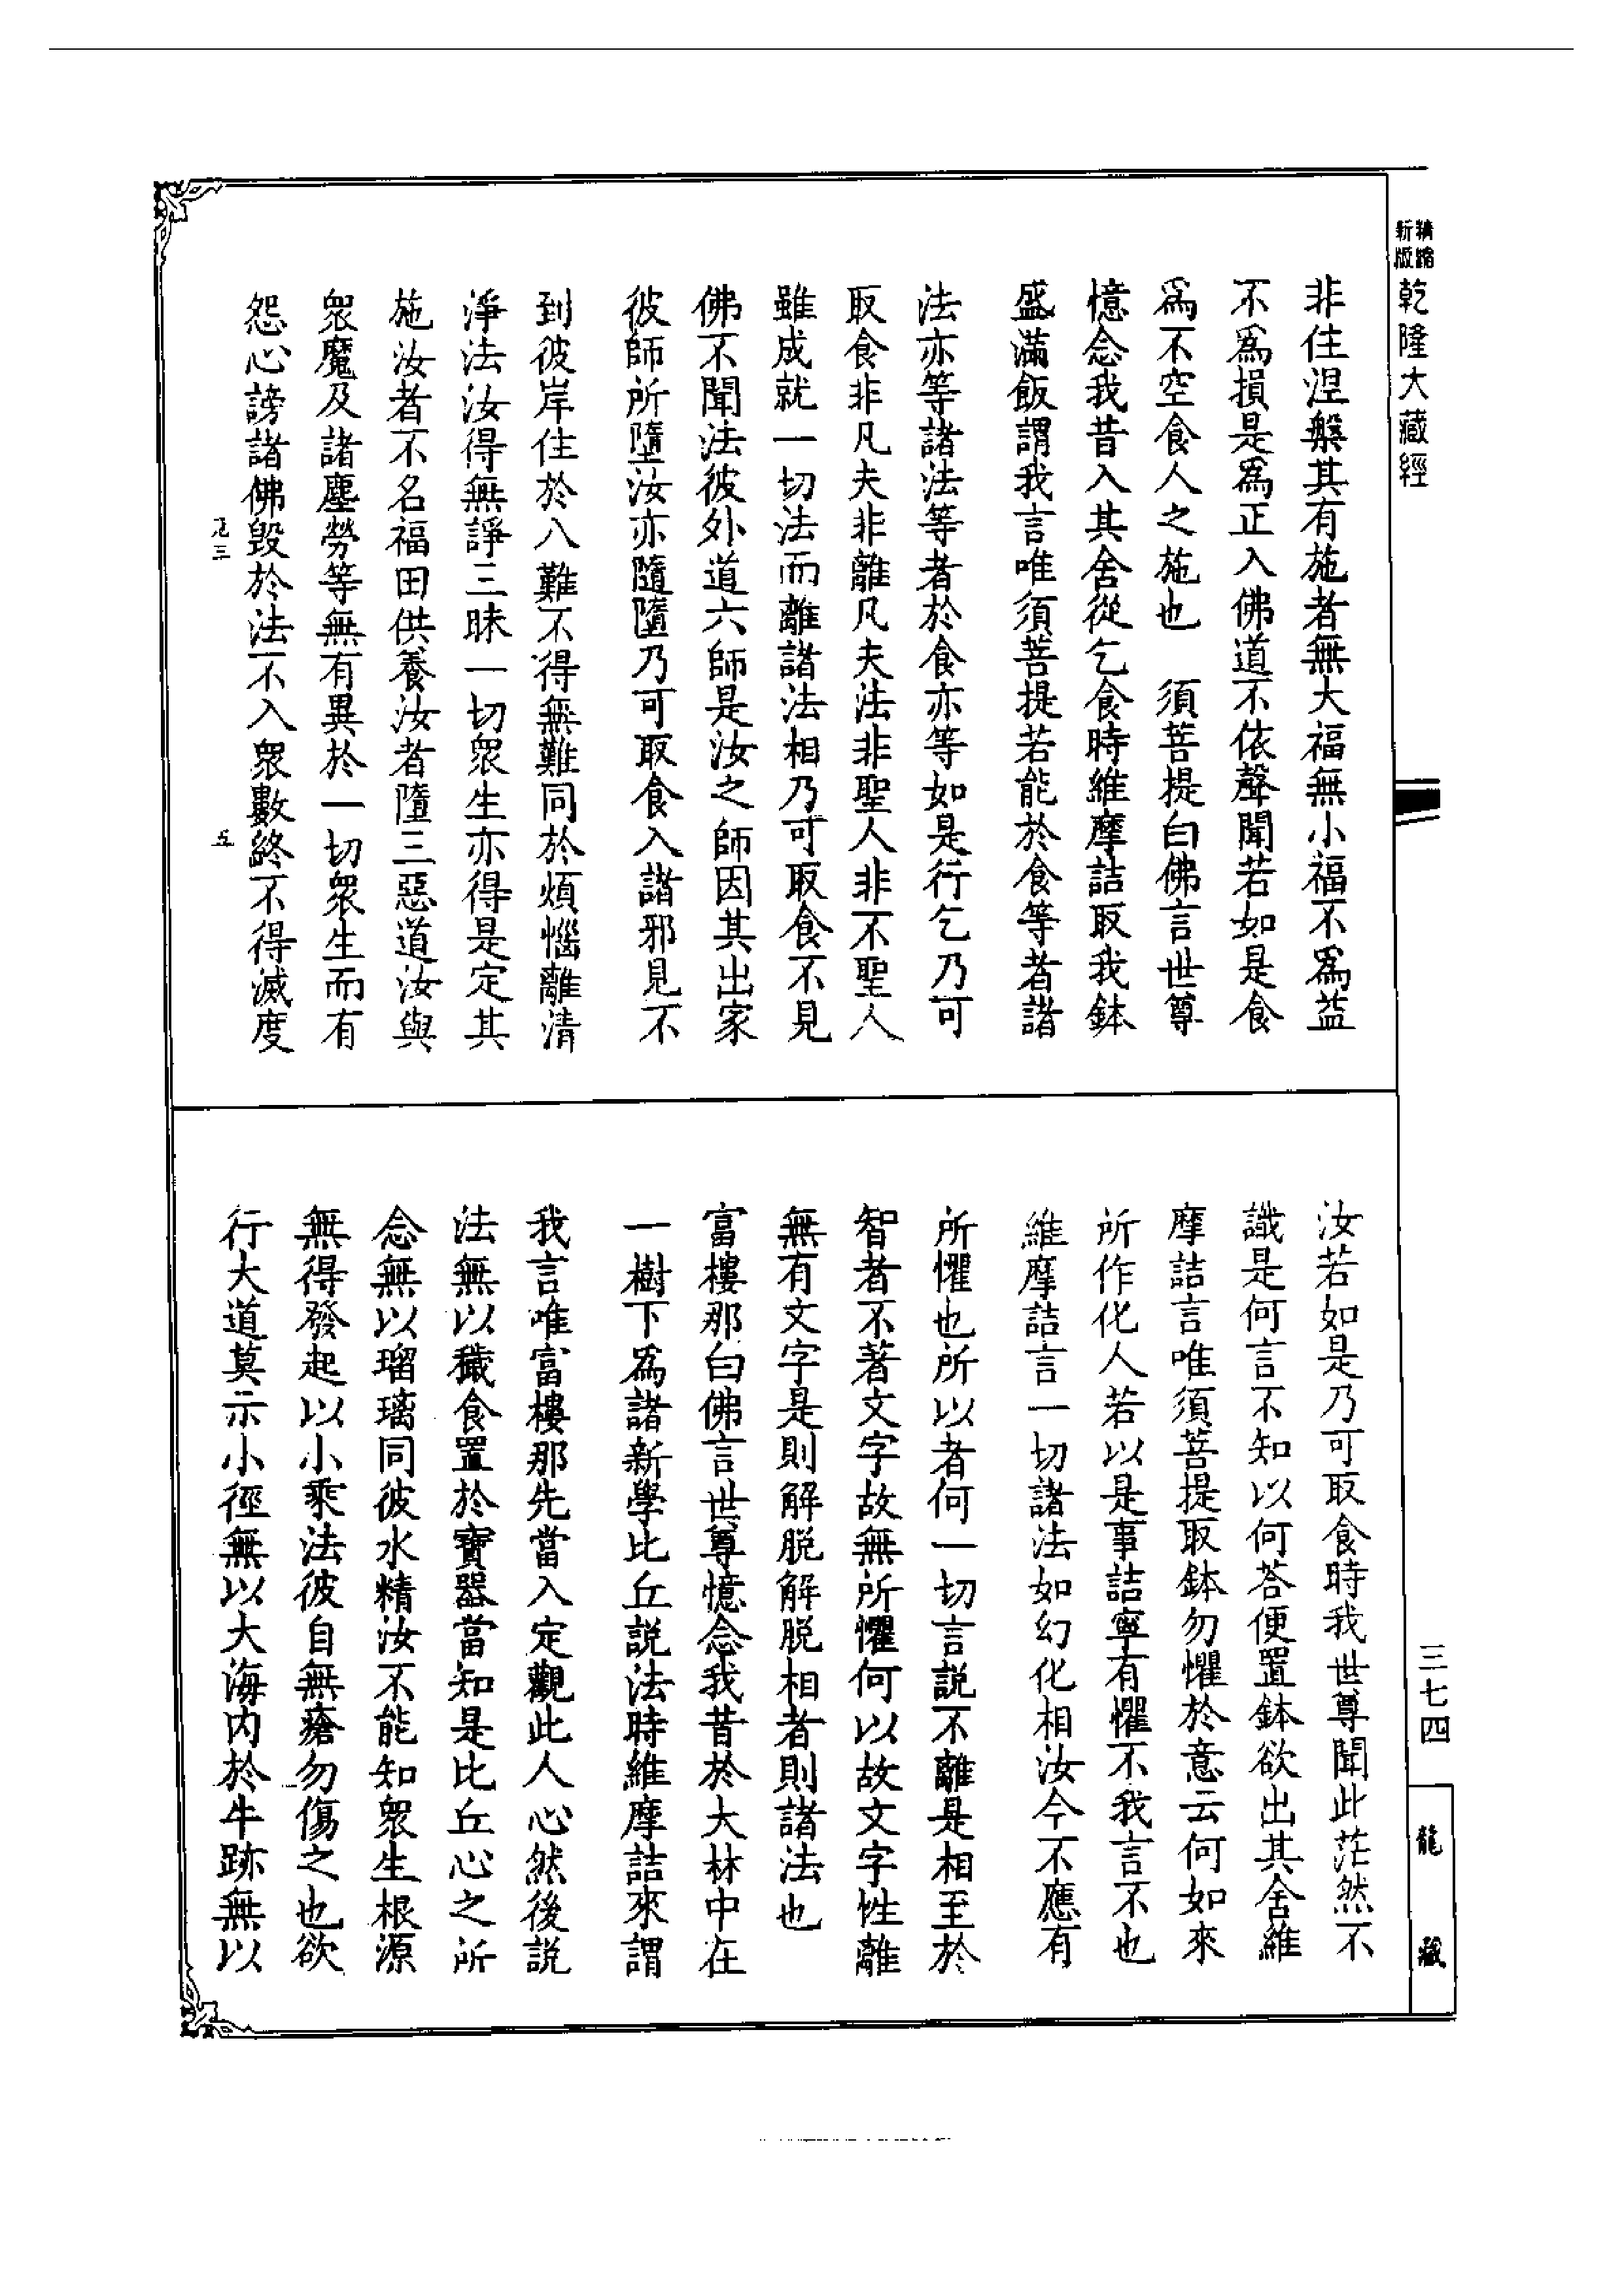 精縮
新版
乾隆大藏經
非住涅槃其有施者無大福無小福不為益
不為損是為正入佛道不依聲聞若如是食
為不空食人之施也　須菩提白佛言世尊
憶念我昔入其舍從乞食時維摩詰取我鉢
盛滿飯謂我言唯須菩提若能於食等者諸
法亦等諸法等者於食亦等如是行乞乃可
取食非凡夫非離凡夫法非聖人非不聖人
雖成就一切法而離諸法相乃可取食不見
佛不聞法彼外道六師是汝之師因其出家
彼師所墮汝亦隨墮乃可取食入諸邪見不
到彼岸住於八難不得無難同於煩惱離清
淨法汝得無諍三昧一切眾生亦得是定其
施汝者不名福田供養汝者墮三惡道汝與
眾魔及諸塵勞等無有異於一切眾生而有
怨心謗諸佛毀於法不入眾數終不得滅度
三
五
汝若如是乃可取食時我世尊聞此茫然不
識是何言不知以何荅便置鉢欲出其舍維
摩詰言唯須菩提取鉢勿懼於意云何如來
所作化人若以是事詰寧有懼不我言不也
維摩詰言一切諸法如幻化相汝今不應有
所懼也所以者何一切言說不離是相至於
智者不著文字故無所懼何以故文字性離
無有文字是則解脫解脫相者則諸法也
富樓那白佛言世尊憶念我昔於大林中在
一樹下為諸新學比丘說法時維摩詰來謂
我言唯富樓那先當入定觀此人心然後說
法無以穢食置於寶器當知是比丘心之所
念無以瑠璃同彼水精汝不能知眾生根源
無得發起以小乘法彼自無瘡勿傷之也欲
行大道莫示小徑無以大海內於牛跡無以
三七四
龍藏